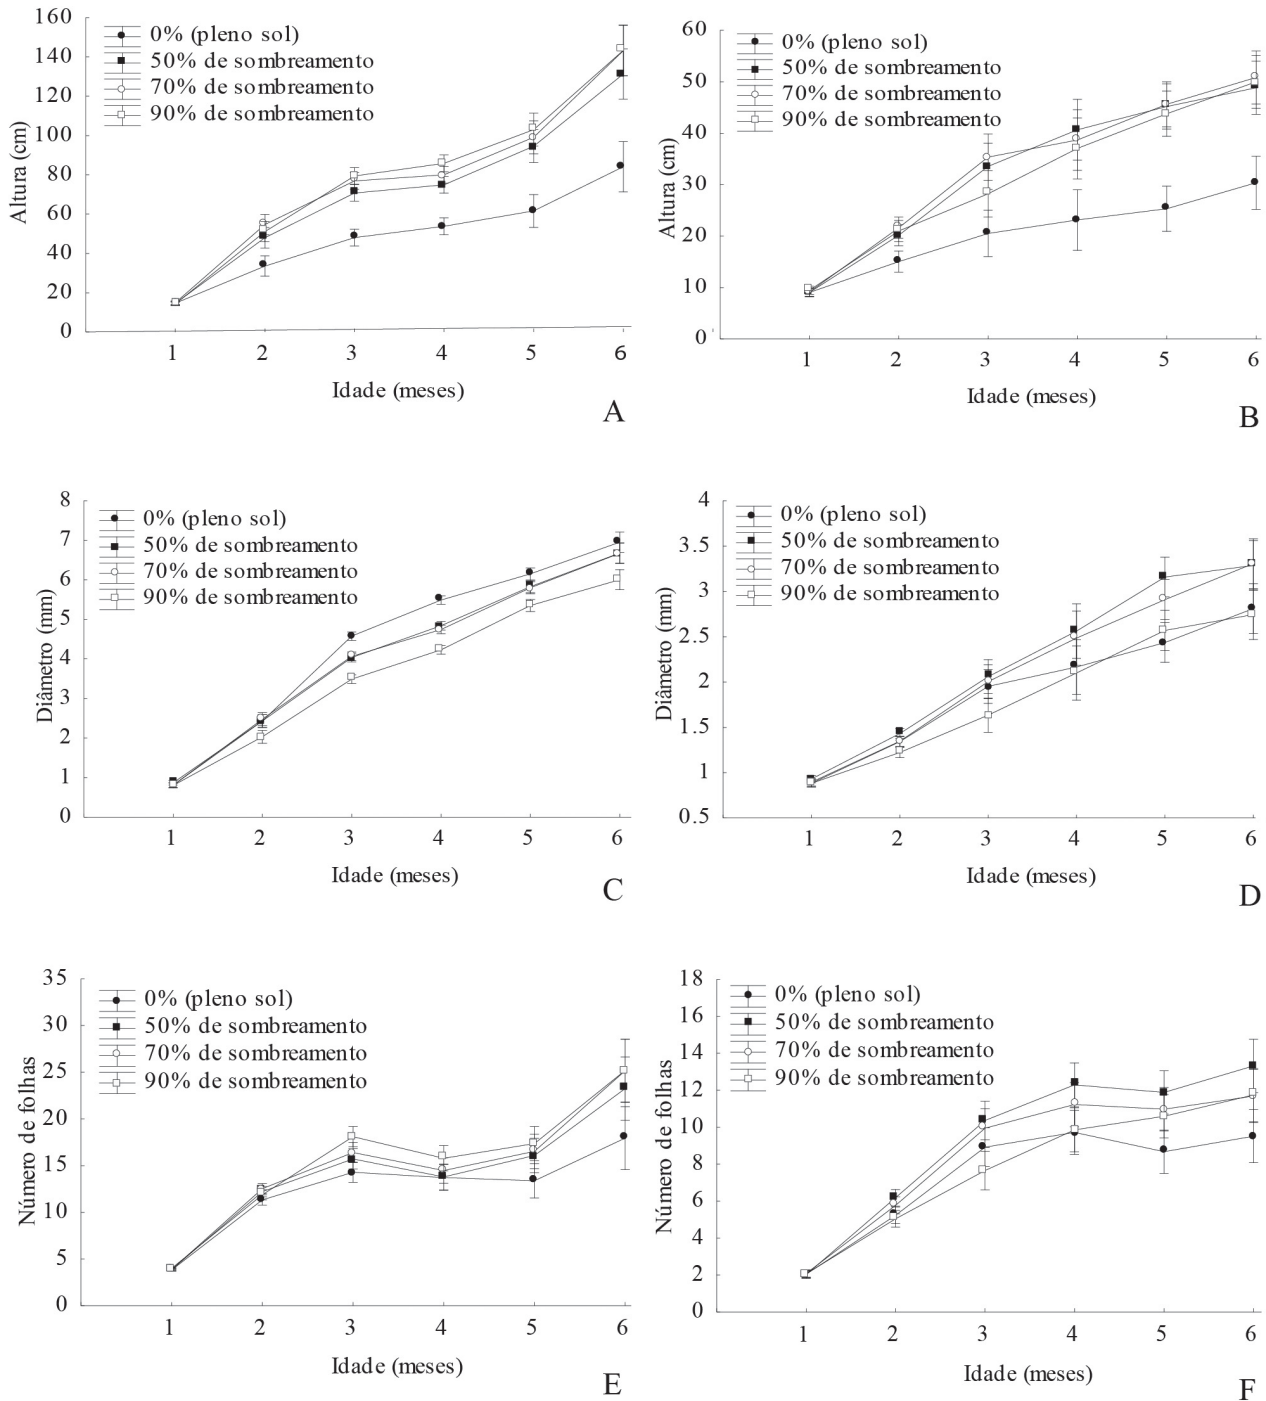 160
140
120
100
80
60
40
20
0
Altura (cm)
0% (pleno sol)
50% de sombreamento
70% de sombreamento
90% de sombreamento
1 2 3 4 5 6
Idade (meses)
A
60
50
40
30
20
10
0
Altura (cm)
0% (pleno sol)
50% de sombreamento
70% de sombreamento
90% de sombreamento
1 2 3 4 5 6
Idade (meses)
B
8
7
6
5
4
3
2
1
0
Diâmetro (mm)
0% (pleno sol)
50% de sombreamento
70% de sombreamento
90% de sombreamento
1 2 3 4 5 6
Idade (meses)
C
4
3.5
3
2.5
2
1.5
1
0.5
Diâmetro (mm)
0% (pleno sol)
50% de sombreamento
70% de sombreamento
90% de sombreamento
1 2 3 4 5 6
Idade (meses)
D
35
30
25
20
15
10
5
0
Número de folhas
0% (pleno sol)
50% de sombreamento
70% de sombreamento
90% de sombreamento
1 2 3 4 5 6
Idade (meses)
E
18
16
14
12
10
8
6
4
2
0
Número de folhas
0% (pleno sol)
50% de sombreamento
70% de sombreamento
90% de sombreamento
1 2 3 4 5 6
Idade (meses)
F